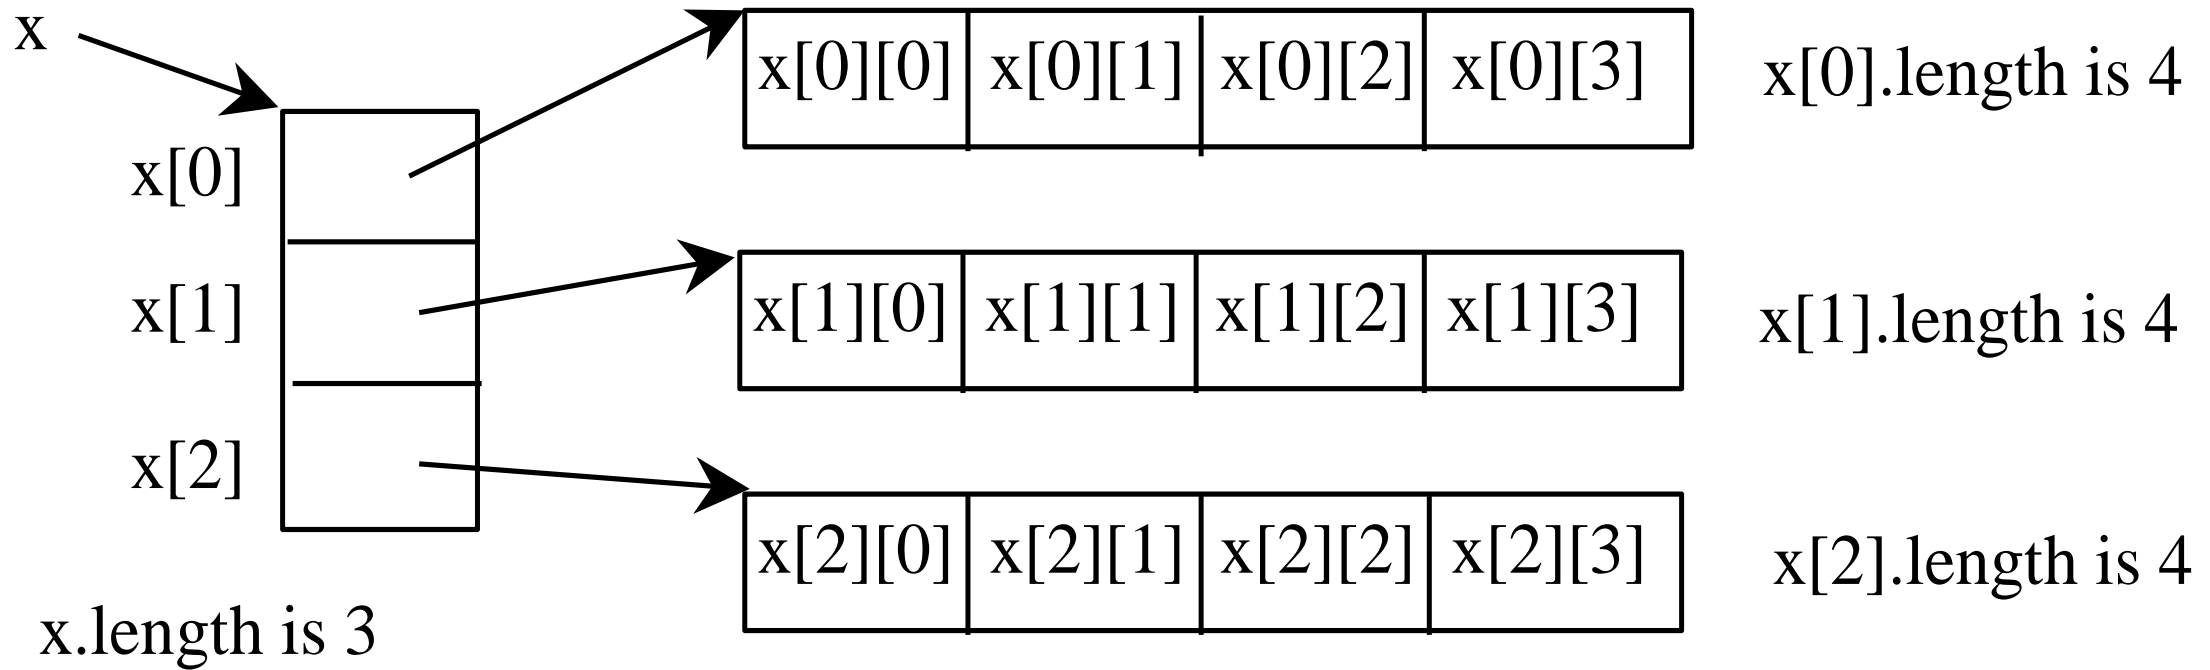 x
x[0][0] x[0][1] x[0][2] x[0][3] x[0].length is 4
x[0]
x[1]
x[1][0] x[1][1] x[1][2] x[1][3] x[1].length is 4
x[2]
x[2][0] x[2][1] x[2][2] x[2][3] x[2].length is 4
x.length is 3